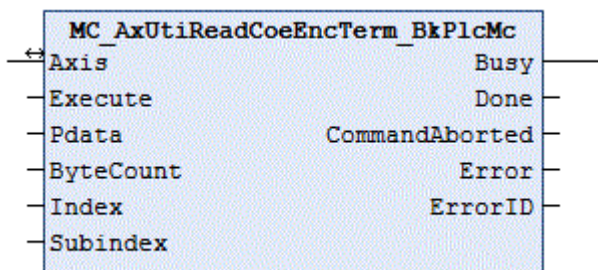 MC_AxUtiReadCoeEncTerm_BkPlcMc
Axis Busy
Execute Done
Pdata CommandAborted
ByteCount Error
Index ErrorID
Subindex